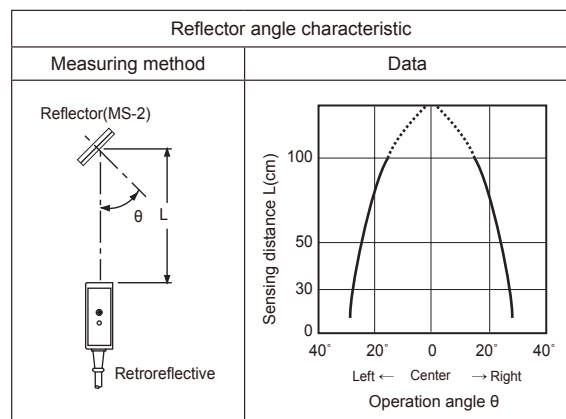 Reflector angle characteristic
Measuring method
Data
Reflector(MS-2)
θ
L
Retroreflective
Sensing distance L(cm)
100
50
30
0
40˚ 20˚ 0 20˚ 40˚
Left ← Center → Right
Operation angle θ